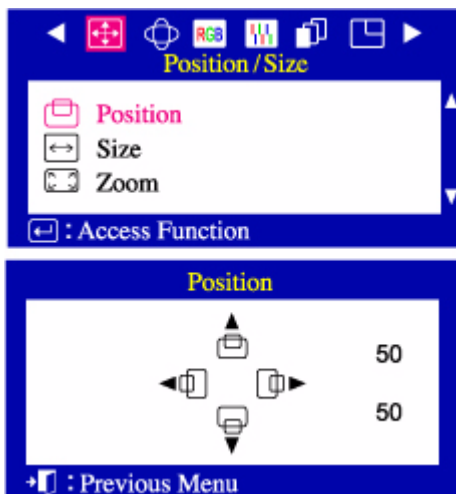 RGB
Position/Size
Position
Size
Zoom
: Access Function
Position
50
50
: Previous Menu